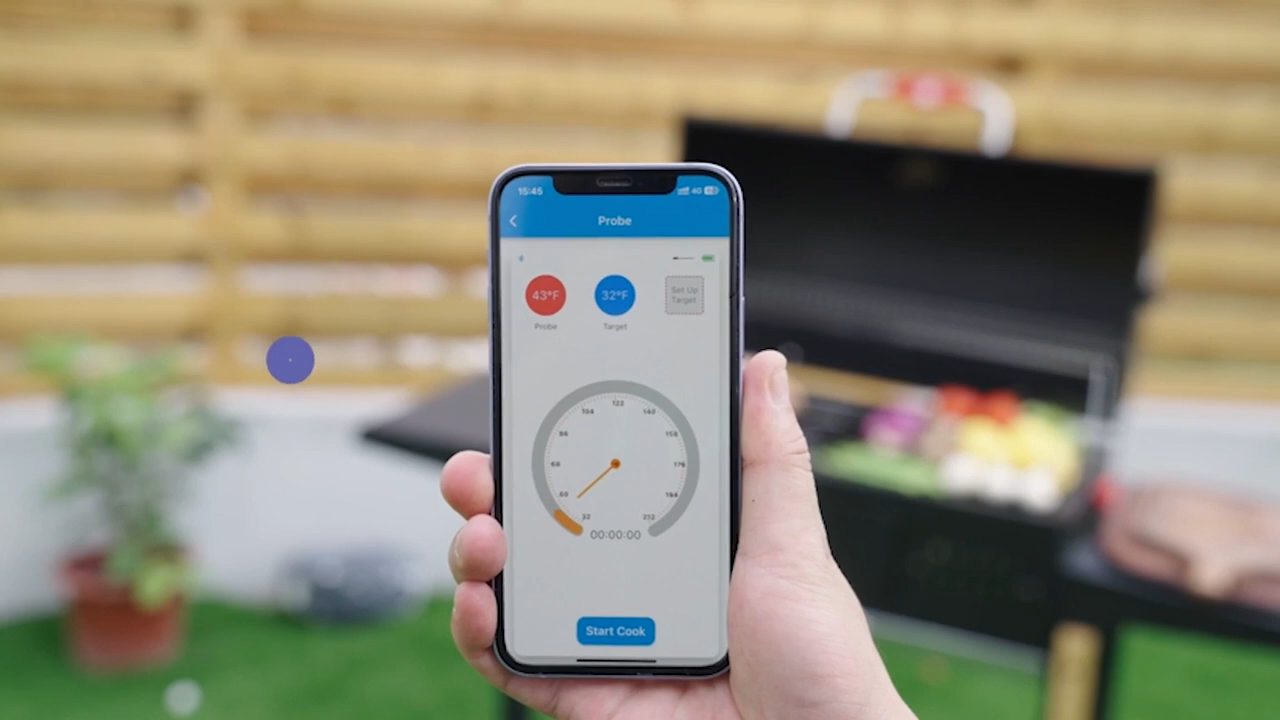 15:45
4G
Probe
43°F
32°F
Set Up
Target
Probe
Target
122
104
140
86
158
68
176
50
194
32
212
00:00:00
Start Cook